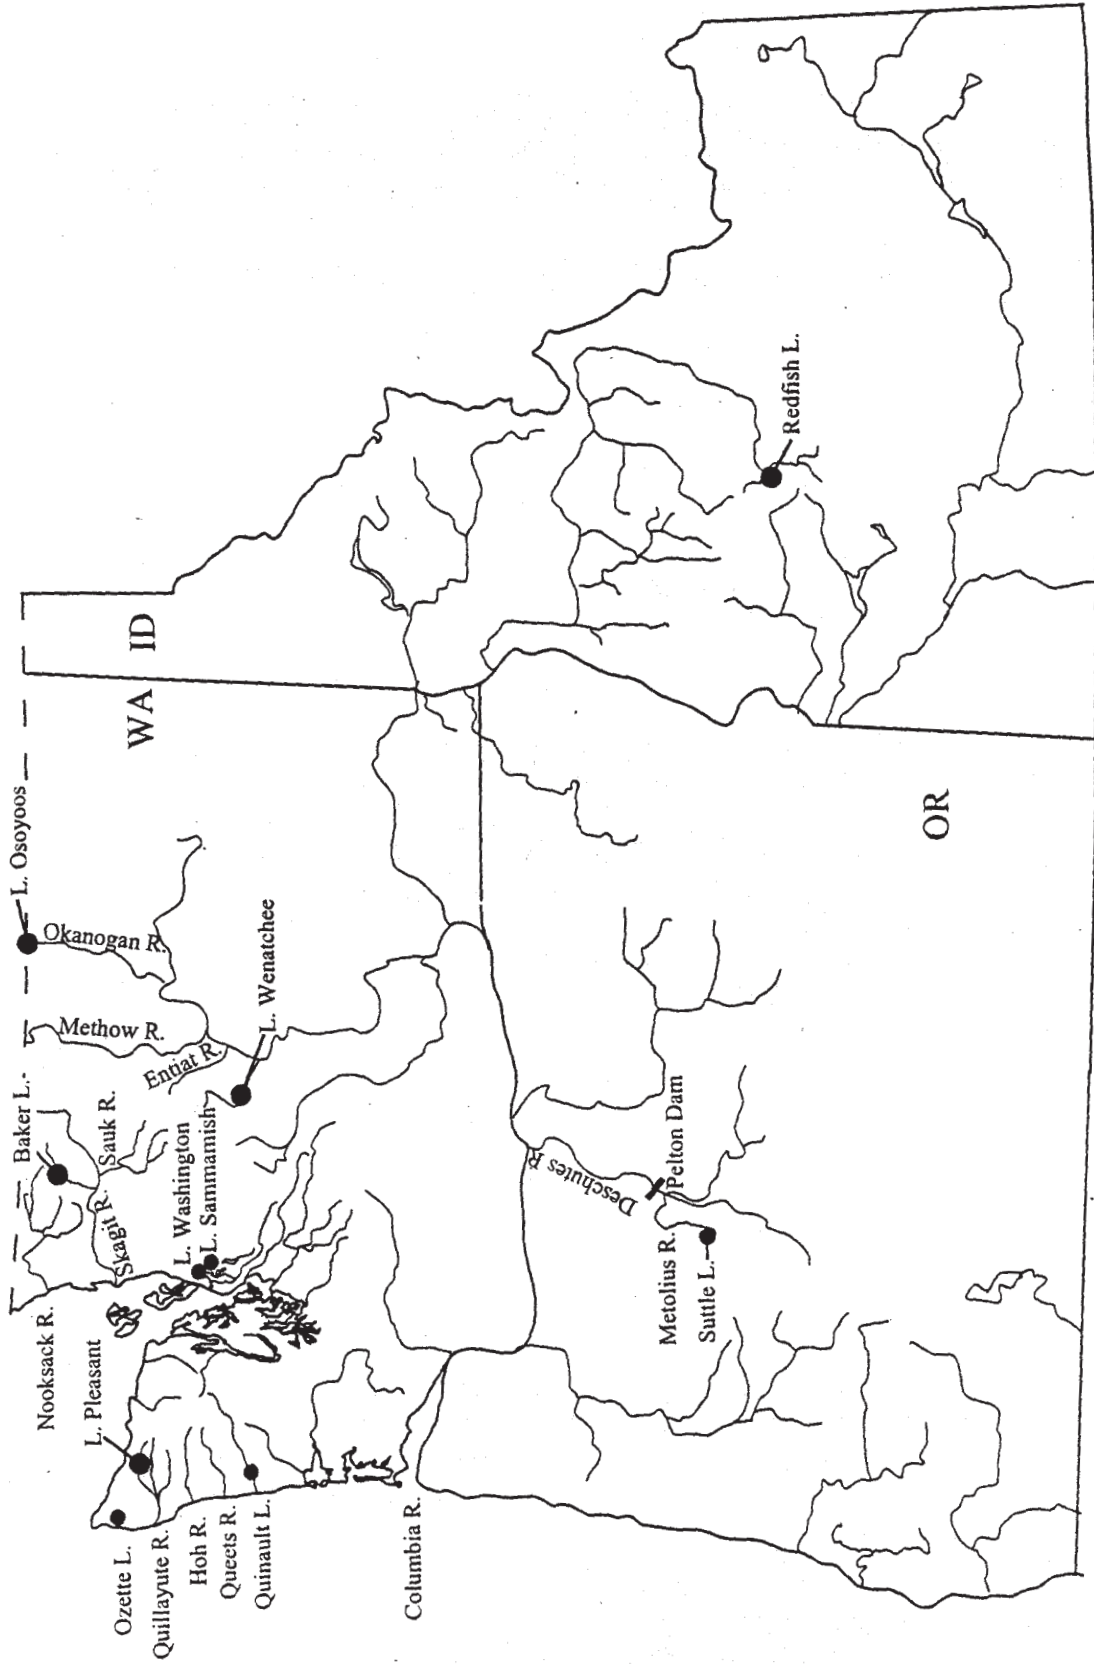 Nooksack R.
Baker L.
L. Osoyoos
Okanogan R.
Methow R.
Entiat R.
L. Wenatchee
Sauk R.
Skagit R.
L. Washington
L. Sammamish
L. Pleasant
Ozette L.
Quillayute R.
Hoh R.
Queets R.
Quinault L.
Columbia R.
WA
ID
Redfish L.
Deschutes R
Pelton Dam
Metolius R.
Suttle L.
OR